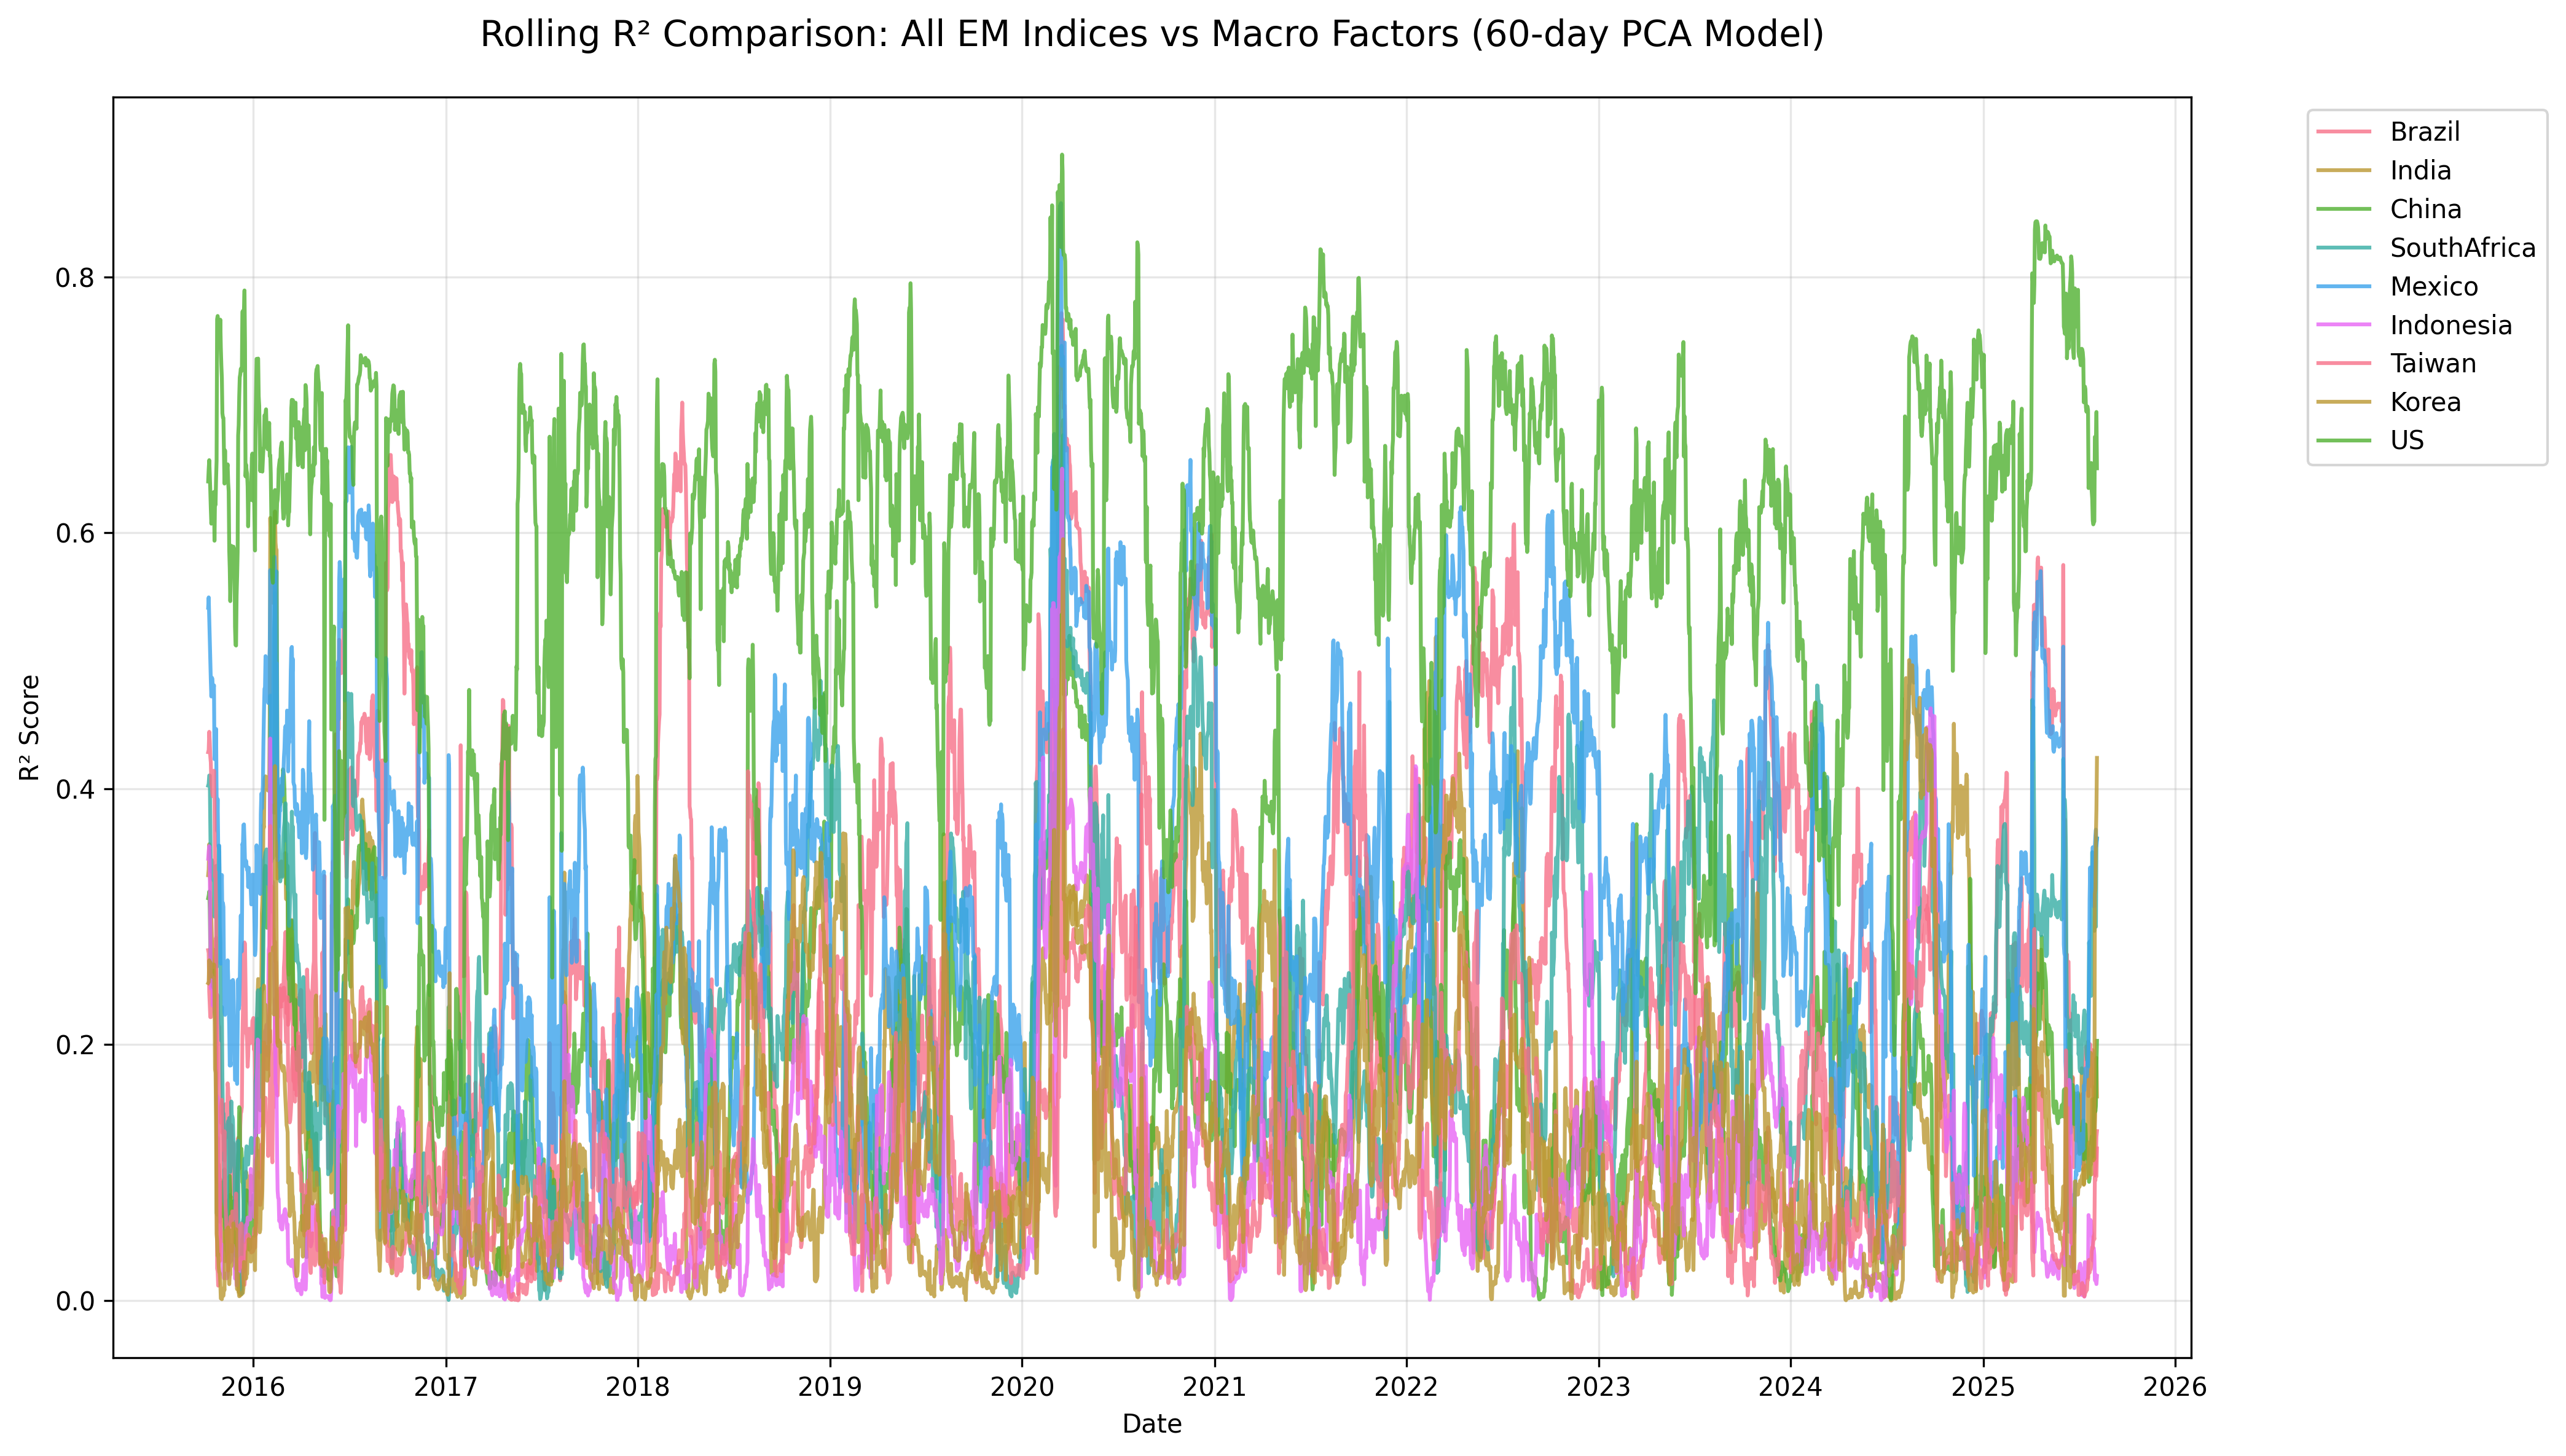 Rolling R² Comparison: All EM Indices vs Macro Factors (60-day PCA Model)
Brazil
India
China
SouthAfrica
Mexico
Indonesia
Taiwan
Korea
US
R² Score
0.8
0.6
0.4
0.2
0.0
2016 2017 2018 2019 2020 2021 2022 2023 2024 2025 2026
Date